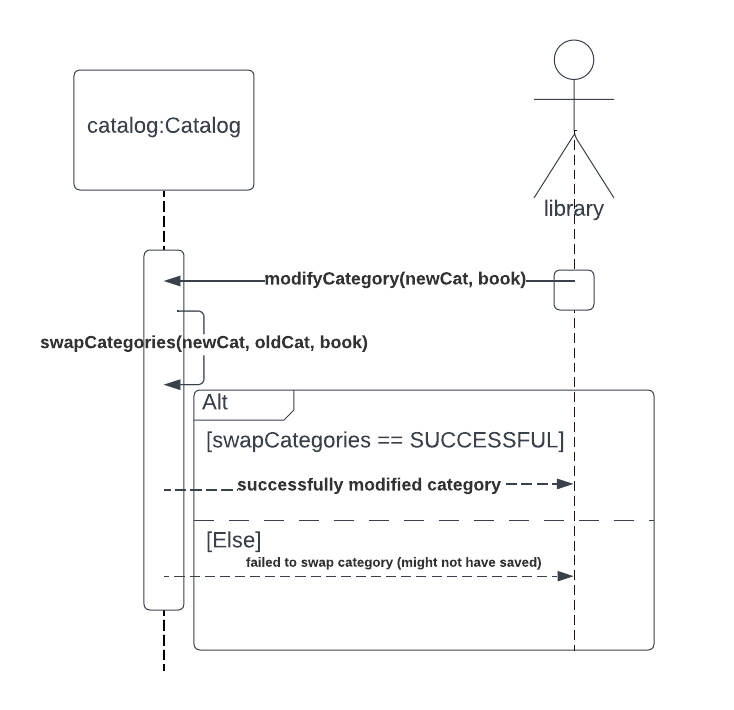 catalog:Catalog
library
modifyCategory(newCat, book)
swapCategories(newCat, oldCat, book)
Alt
[swapCategories == SUCCESSFUL]
successfully modified category
[Else]
failed to swap category (might not have saved)